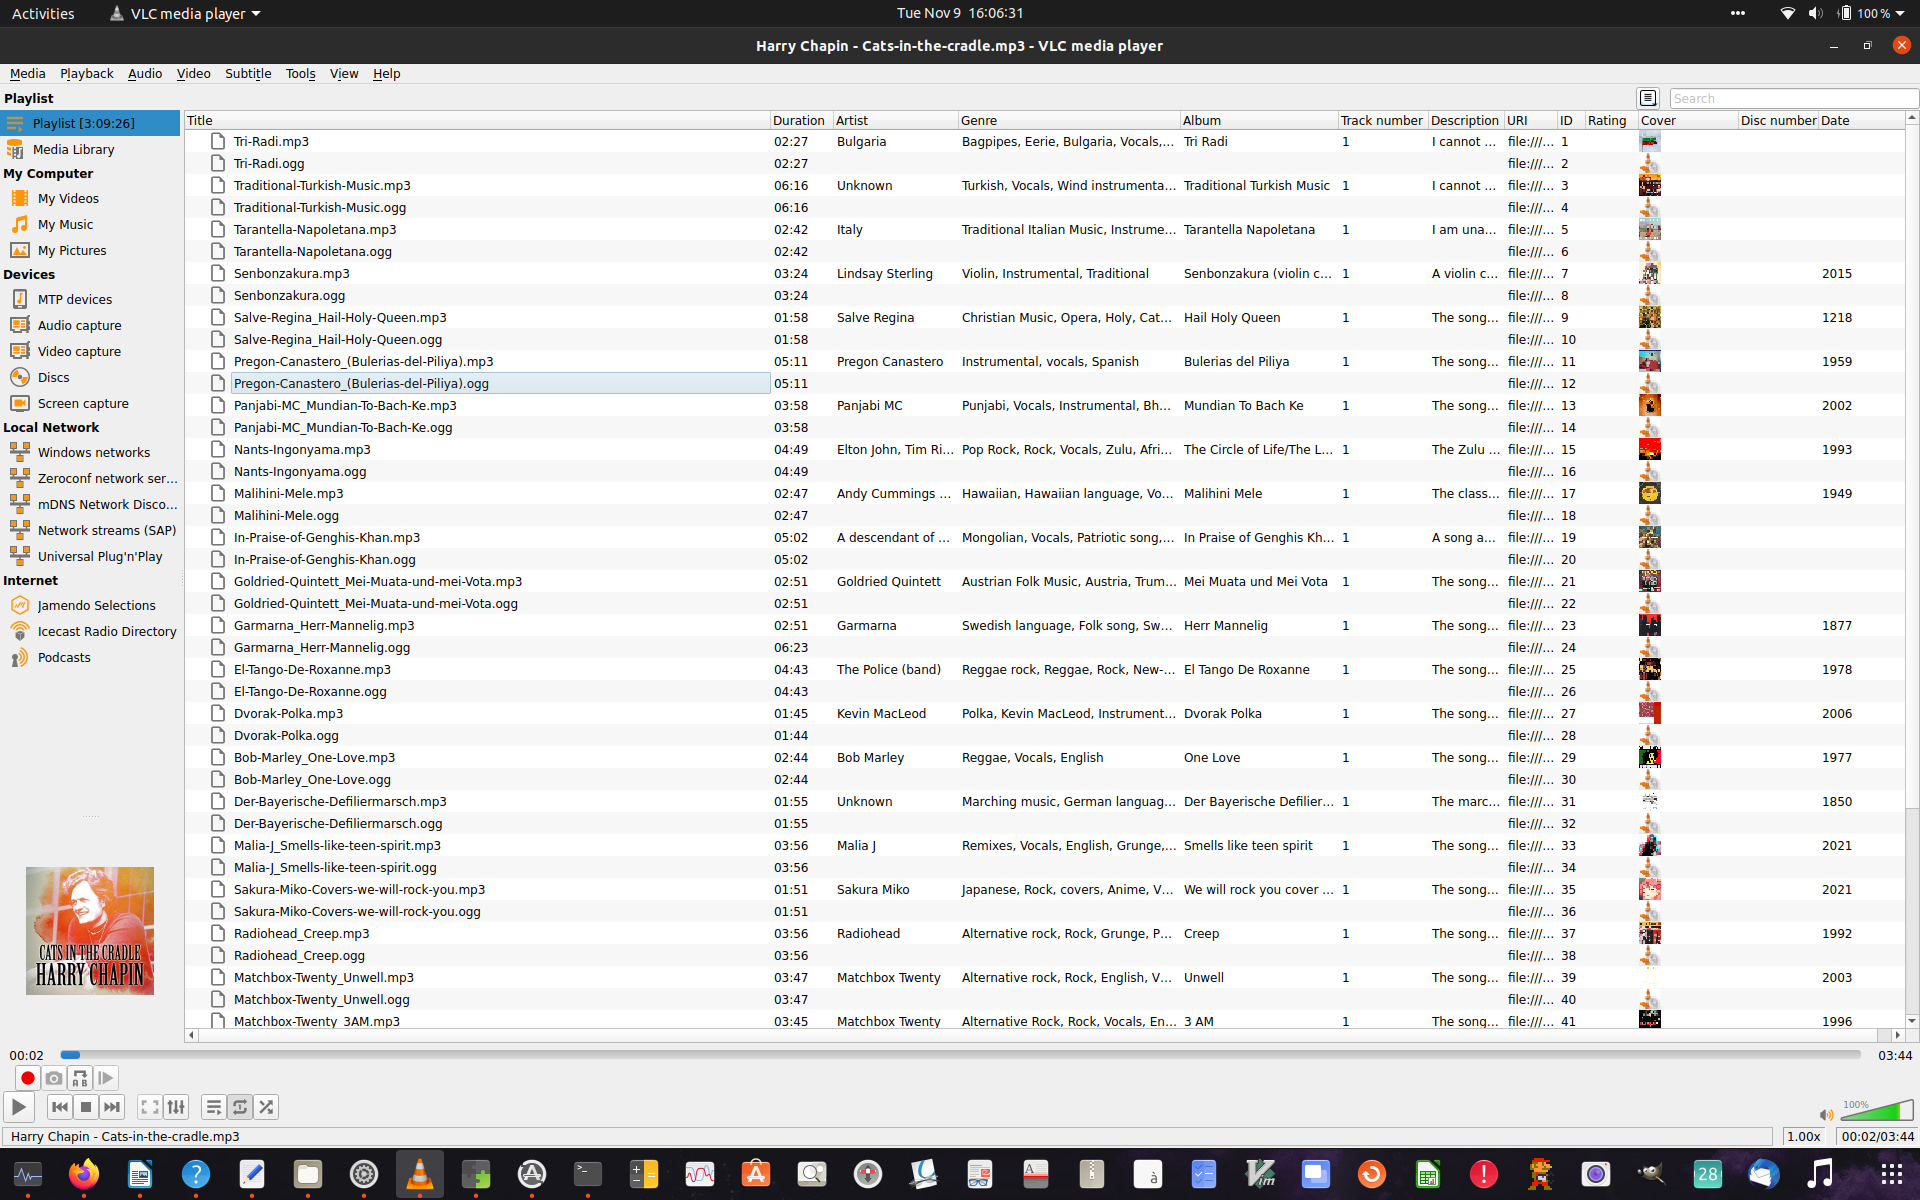 Activities VLC media player Tue Nov 9 16:06:31 100 %
Harry Chapin - Cats-in-the-cradle.mp3 - VLC media player
Media Playback Audio Video Subtitle Tools View Help
Playlist
Search
Playlist [3:09:26]
Media Library
My Computer
My Videos
My Music
My Pictures
Devices
MTP devices
Audio capture
Video capture
Discs
Screen capture
Local Network
Windows networks
Zeroconf network ser...
mDNS Network Disco...
Network streams (SAP)
Universal Plug'n'Play
Internet
Jamendo Selections
Icecast Radio Directory
Podcasts
CATS IN THE CRADLE
HARRY CHAPIN
Title Duration Artist Genre Album Track number Description URI ID Rating Cover Disc number Date
Tri-Radi.mp3 02:27 Bulgaria Bagpipes, Eerie, Bulgaria, Vocals,... Tri Radi 1 I cannot ... file:///... 1
Tri-Radi.ogg 02:27 file:///... 2
Traditional-Turkish-Music.mp3 06:16 Unknown Turkish, Vocals, Wind instrumenta... Traditional Turkish Music 1 I cannot ... file:///... 3
Traditional-Turkish-Music.ogg 06:16 file:///... 4
Tarantella-Napoletana.mp3 02:42 Italy Traditional Italian Music, Instrume... Tarantella Napoletana 1 I am una... file:///... 5
Tarantella-Napoletana.ogg 02:42 file:///... 6
Senbonzakura.mp3 03:24 Lindsay Sterling Violin, Instrumental, Traditional Senbonzakura (violin c... 1 A violin c... file:///... 7 2015
Senbonzakura.ogg 03:24 file:///... 8
Salve-Regina_Hail-Holy-Queen.mp3 01:58 Salve Regina Christian Music, Opera, Holy, Cat... Hail Holy Queen 1 The song... file:///... 9 1218
Salve-Regina_Hail-Holy-Queen.ogg 01:58 file:///... 10
Pregon-Canastero_(Bulerias-del-Piliya).mp3 05:11 Pregon Canastero Instrumental, vocals, Spanish Bulerias del Piliya 1 The song... file:///... 11 1959
Pregon-Canastero_(Bulerias-del-Piliya).ogg 05:11 file:///... 12
Panjabi-MC_Mundian-To-Bach-Ke.mp3 03:58 Panjabi MC Punjabi, Vocals, Instrumental, Bh... Mundian To Bach Ke 1 The song... file:///... 13 2002
Panjabi-MC_Mundian-To-Bach-Ke.ogg 03:58 file:///... 14
Nants-Ingonyama.mp3 04:49 Elton John, Tim Ri... Pop Rock, Rock, Vocals, Zulu, Afri... The Circle of Life/The L... 1 The Zulu ... file:///... 15 1993
Nants-Ingonyama.ogg 04:49 file:///... 16
Malihini-Mele.mp3 02:47 Andy Cummings ... Hawaiian, Hawaiian language, Vo... Malihini Mele 1 The class... file:///... 17 1949
Malihini-Mele.ogg 02:47 file:///... 18
In-Praise-of-Genghis-Khan.mp3 05:02 A descendant of ... Mongolian, Vocals, Patriotic song,... In Praise of Genghis Kh... 1 A song a... file:///... 19
In-Praise-of-Genghis-Khan.ogg 05:02 file:///... 20
Goldried-Quintett_Mei-Muata-und-mei-Vota.mp3 02:51 Goldried Quintett Austrian Folk Music, Austria, Trum... Mei Muata und Mei Vota 1 The song... file:///... 21
Goldried-Quintett_Mei-Muata-und-mei-Vota.ogg 02:51 file:///... 22
Garmarna_Herr-Mannelig.mp3 02:51 Garmarna Swedish language, Folk song, Sw... Herr Mannelig 1 The song... file:///... 23 1877
Garmarna_Herr-Mannelig.ogg 06:23 file:///... 24
El-Tango-De-Roxanne.mp3 04:43 The Police (band) Reggae rock, Reggae, Rock, New-... El Tango De Roxanne 1 The song... file:///... 25 1978
El-Tango-De-Roxanne.ogg 04:43 file:///... 26
Dvorak-Polka.mp3 01:45 Kevin MacLeod Polka, Kevin MacLeod, Instrument... Dvorak Polka 1 The song... file:///... 27 2006
Dvorak-Polka.ogg 01:44 file:///... 28
Bob-Marley_One-Love.mp3 02:44 Bob Marley Reggae, Vocals, English One Love 1 The song... file:///... 29 1977
Bob-Marley_One-Love.ogg 02:44 file:///... 30
Der-Bayerische-Defiliermarsch.mp3 01:55 Unknown Marching music, German languag... Der Bayerische Defilier... 1 The marc... file:///... 31 1850
Der-Bayerische-Defiliermarsch.ogg 01:55 file:///... 32
Malia-J_Smells-like-teen-spirit.mp3 03:56 Malia J Remixes, Vocals, English, Grunge,... Smells like teen spirit 1 The song... file:///... 33 2021
Malia-J_Smells-like-teen-spirit.ogg 03:56 file:///... 34
Sakura-Miko-Covers-we-will-rock-you.mp3 01:51 Sakura Miko Japanese, Rock, covers, Anime, V... We will rock you cover ... 1 The song... file:///... 35 2021
Sakura-Miko-Covers-we-will-rock-you.ogg 01:51 file:///... 36
Radiohead_Creep.mp3 03:56 Radiohead Alternative rock, Rock, Grunge, P... Creep 1 The song... file:///... 37 1992
Radiohead_Creep.ogg 03:56 file:///... 38
Matchbox-Twenty_Unwell.mp3 03:47 Matchbox Twenty Alternative rock, Rock, English, V... Unwell 1 The song... file:///... 39 2003
Matchbox-Twenty_Unwell.ogg 03:47 file:///... 40
Matchbox-Twenty_3AM.mp3 03:45 Matchbox Twenty Alternative Rock, Rock, Vocals, En... 3 AM 1 The song... file:///... 41 1996
00:02 03:44
A B
100%
Harry Chapin - Cats-in-the-cradle.mp3 1.00x 00:02/03:44
28